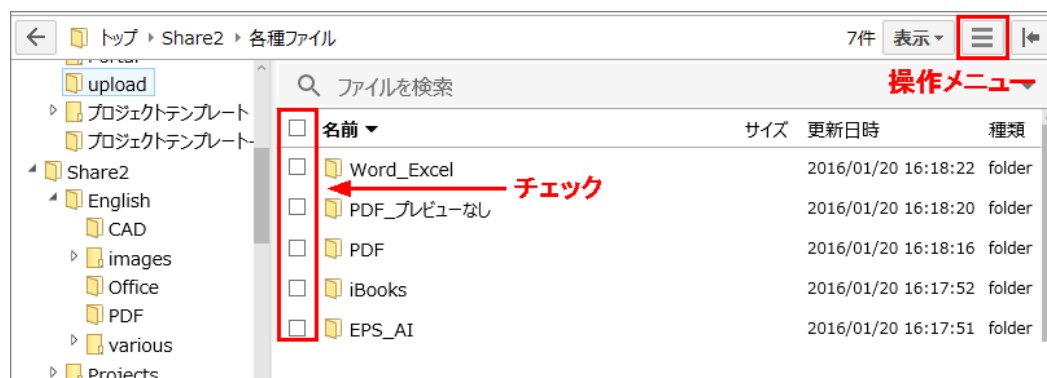 トップ Share2 各種ファイル 7件 表示
操作メニュー
Portal
upload
プロジェクトテンプレート
プロジェクトテンプレート-
Share2
English
CAD
images
Office
PDF
various
Projects
ファイルを検索
名前 サイズ 更新日時 種類
Word_Excel 2016/01/20 16:18:22 folder
チェック
PDF_プレビューなし 2016/01/20 16:18:20 folder
PDF 2016/01/20 16:18:16 folder
iBooks 2016/01/20 16:17:52 folder
EPS_AI 2016/01/20 16:17:51 folder